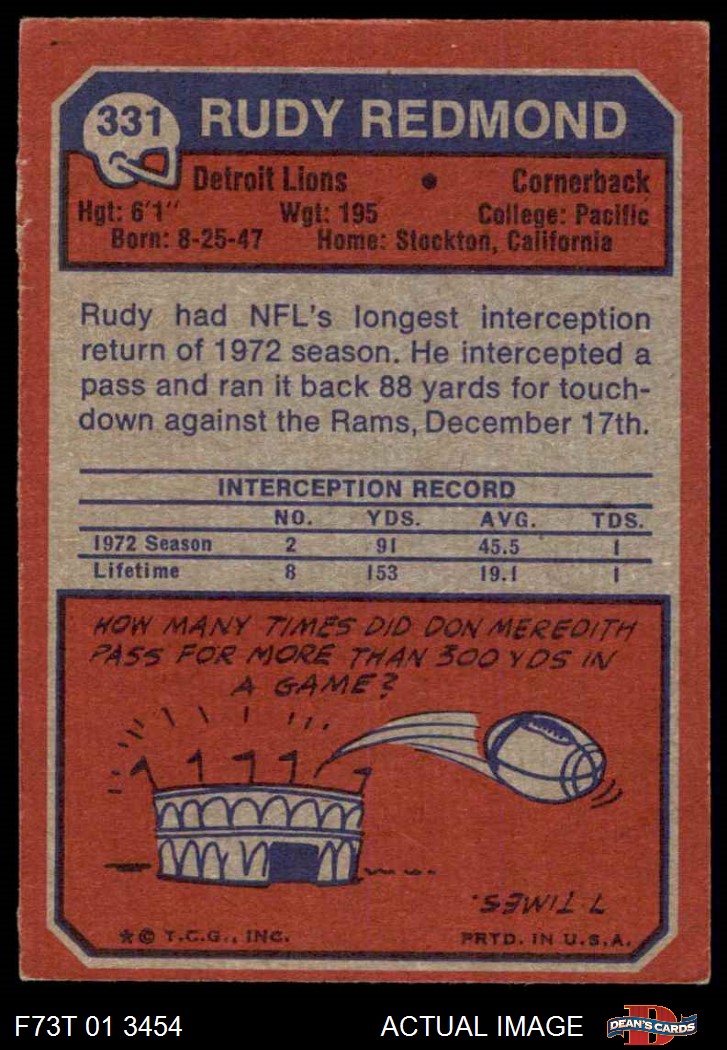 331 RUDY REDMOND
Detroit Lions • Cornerback
Hgt: 6'1" Wgt: 195 College: Pacific
Born: 8-25-47 Home: Stockton, California
Rudy had NFL's longest interception
return of 1972 season. He intercepted a
pass and ran it back 88 yards for touch-
down against the Rams, December 17th.
INTERCEPTION RECORD
NO. YDS. AVG. TDS.
1972 Season 2 91 45.5 1
Lifetime 8 153 19.1 1
HOW MANY TIMES DID DON MEREDITH
PASS FOR MORE THAN 300 YDS IN
A GAME?
7 TIMES.
★© T.C.G., INC. PRTD. IN U.S.A.
F73T 01 3454 ACTUAL IMAGE D DEAN'S CARDS